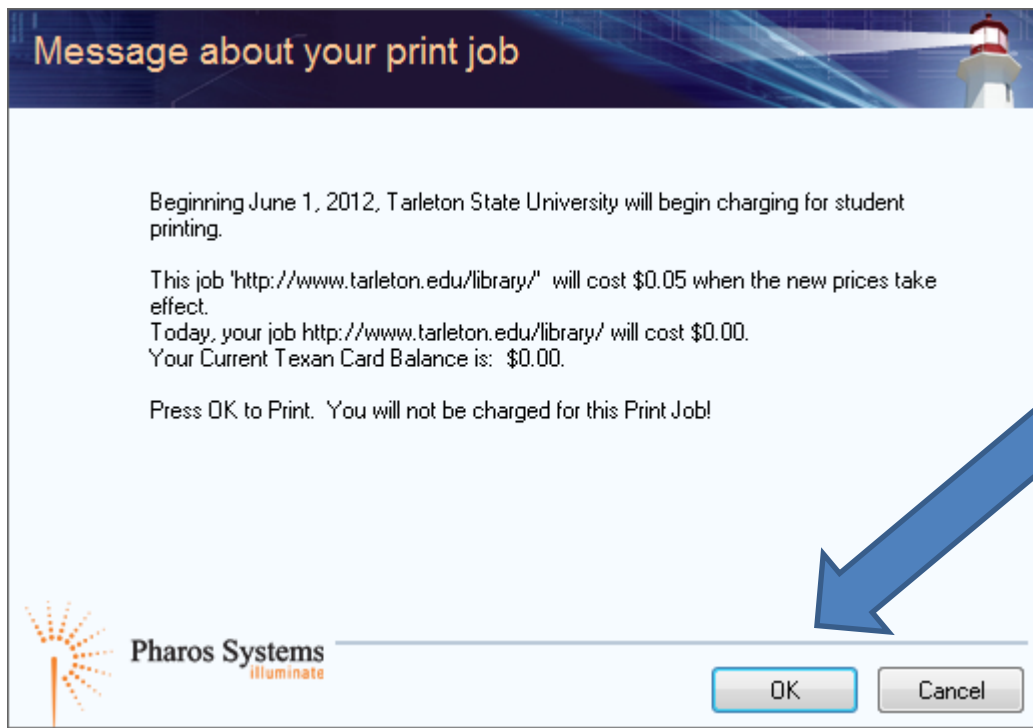 Message about your print job
Beginning June 1, 2012, Tarleton State University will begin charging for student
printing.
This job 'http://www.tarleton.edu/library/'  will cost $0.05 when the new prices take
effect.
Today, your job http://www.tarleton.edu/library/ will cost $0.00.
Your Current Texan Card Balance is:  $0.00.
Press OK to Print.  You will not be charged for this Print Job!
Pharos Systems
illuminate
OK
Cancel